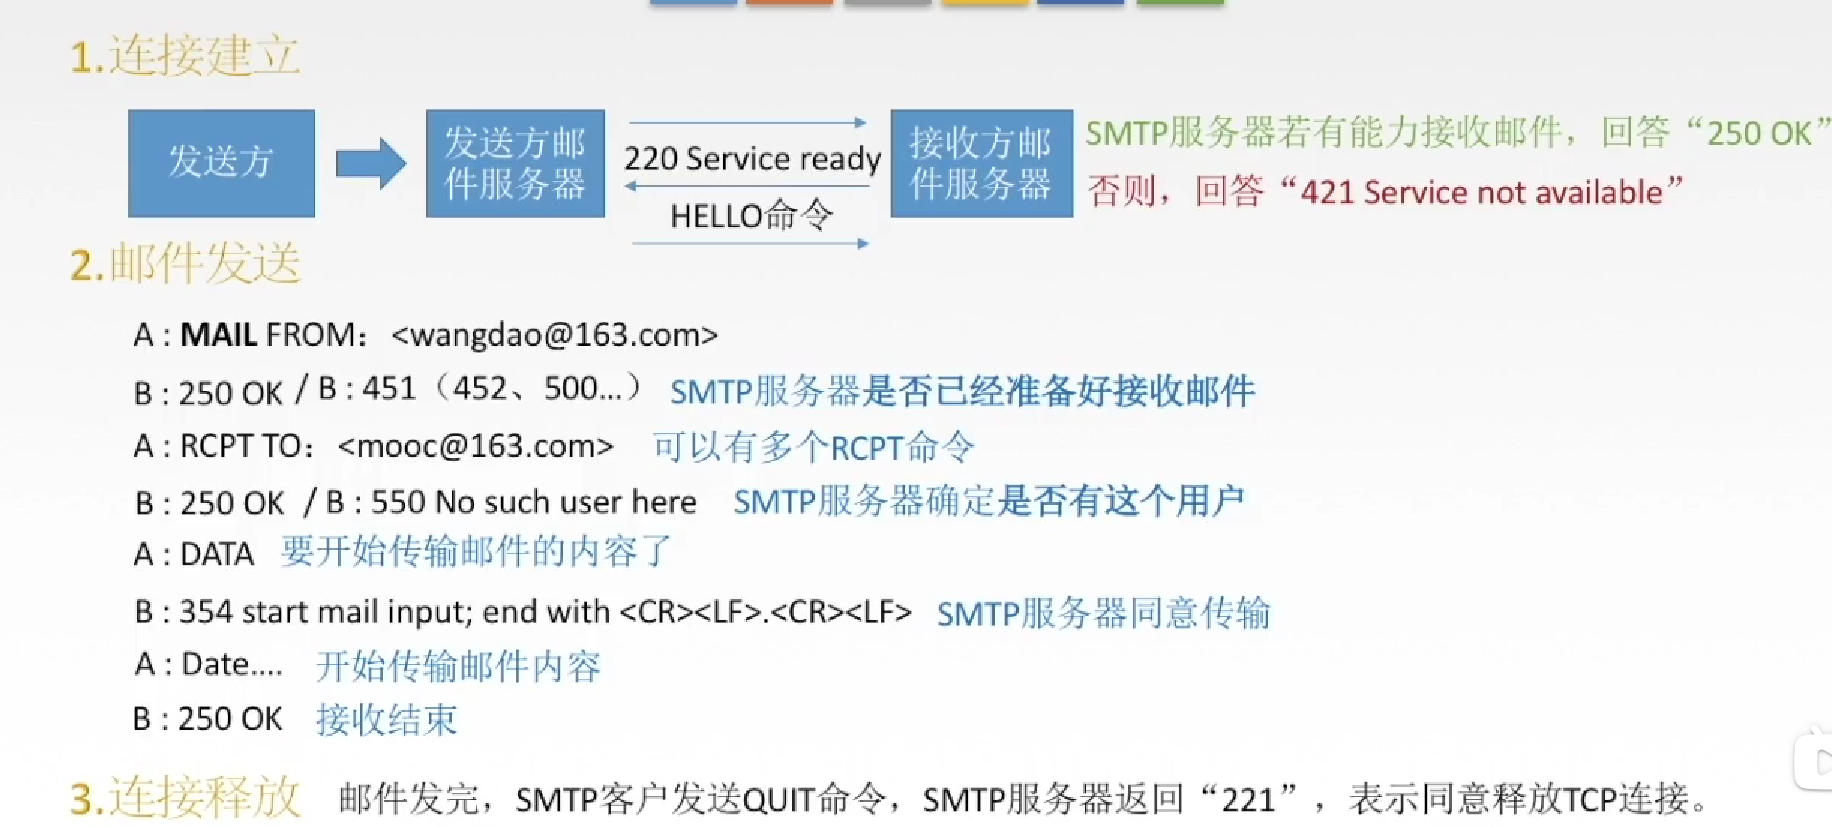 1.连接建立
发送方
发送方邮
件服务器
220 Service ready
HELLO命令
接收方邮
件服务器
SMTP服务器若有能力接收邮件，回答“250 OK”
否则，回答“421 Service not available”
2.邮件发送
A : MAIL FROM：<wangdao@163.com>
B : 250 OK / B : 451（452、500...） SMTP服务器是否已经准备好接收邮件
A : RCPT TO：<mooc@163.com> 可以有多个RCPT命令
B : 250 OK / B : 550 No such user here SMTP服务器确定是否有这个用户
A : DATA 要开始传输邮件的内容了
B : 354 start mail input; end with <CR><LF>.<CR><LF> SMTP服务器同意传输
A : Date.... 开始传输邮件内容
B : 250 OK 接收结束
3.连接释放 邮件发完，SMTP客户发送QUIT命令，SMTP服务器返回“221”，表示同意释放TCP连接。